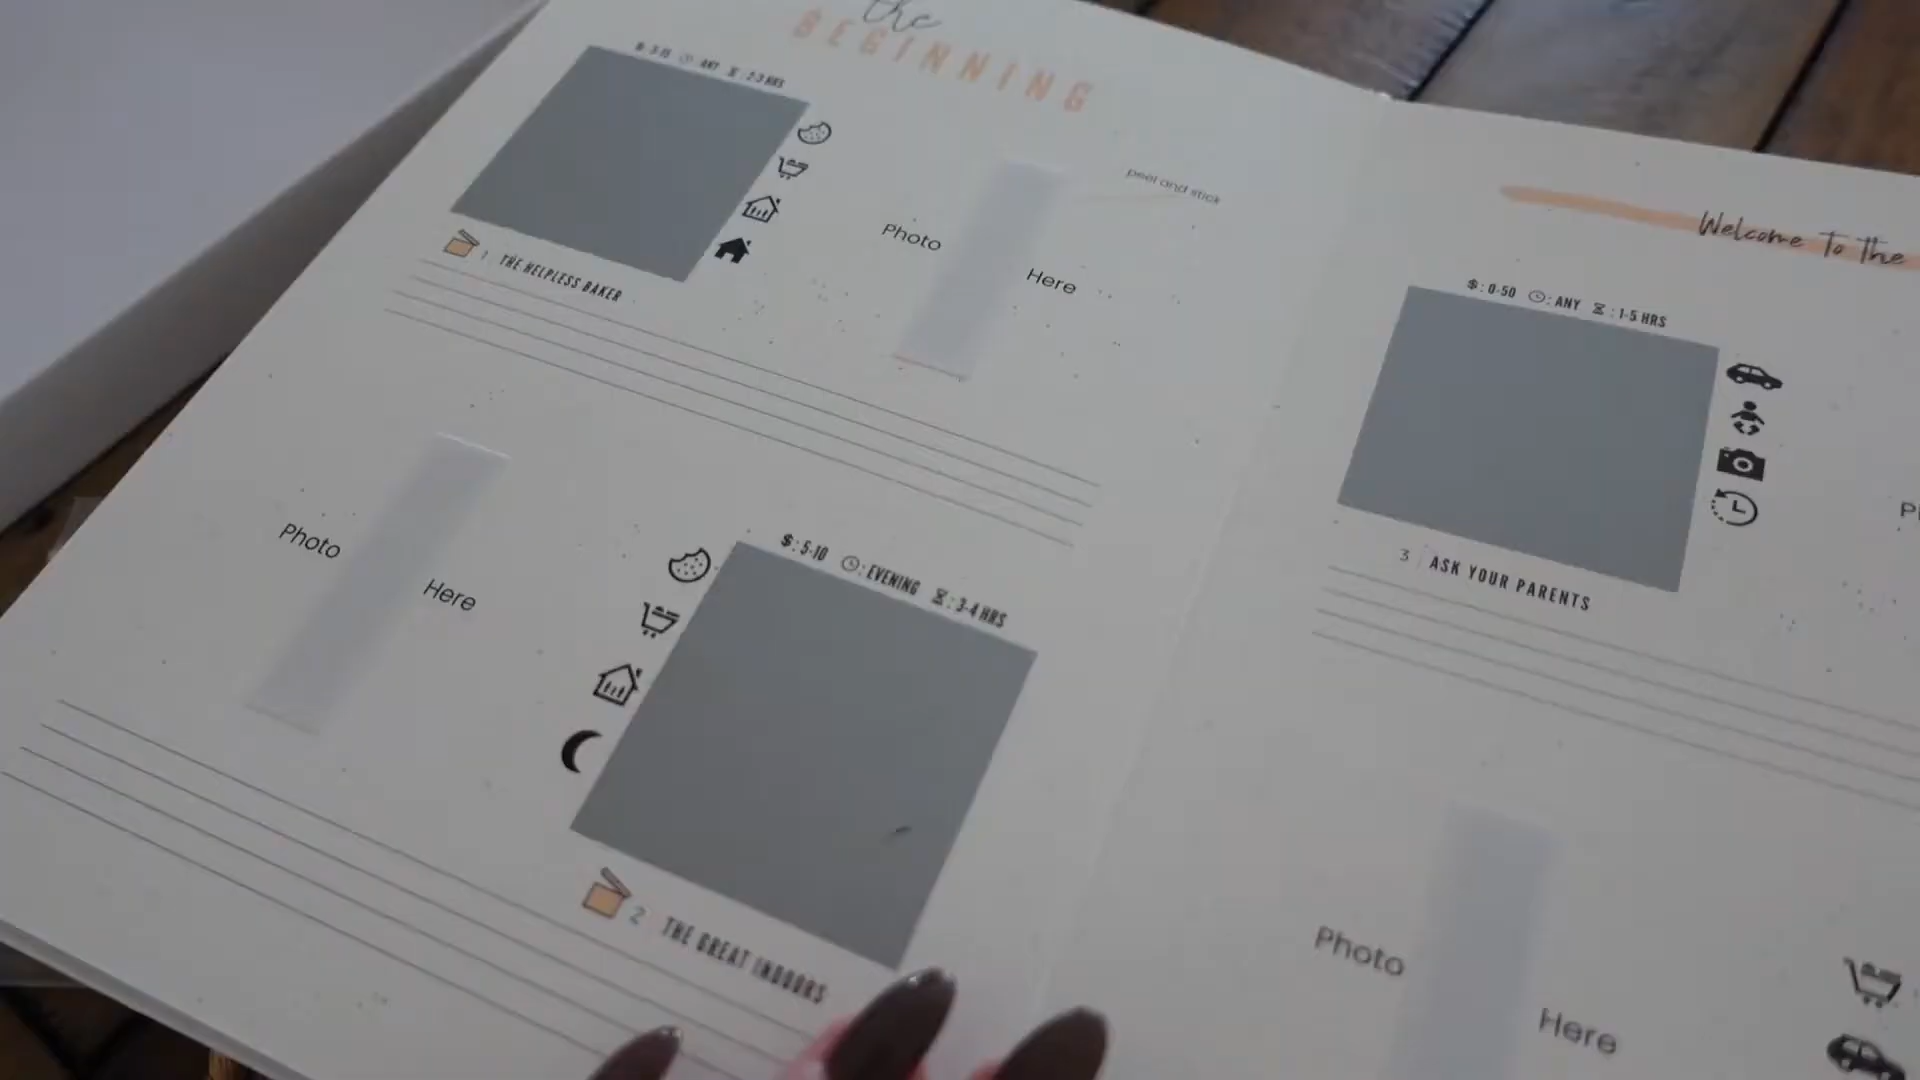 the
BEGINNING
$: 5-15 : ANY : 2-3 HRS
peel and stick
Photo
Here
1 THE HELPLESS BAKER
Photo
Here
$: 5-10 : EVENING : 3-4 HRS
2 THE GREAT INDOORS
Welcome To The
$: 0-50 : ANY : 1-5 HRS
3 ASK YOUR PARENTS
Photo
Here